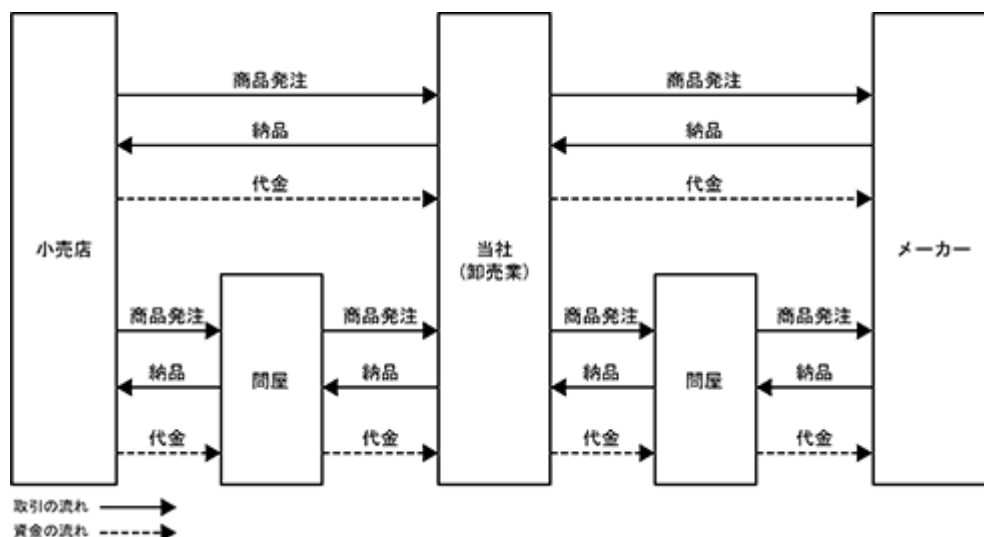 商品発注
商品発注
納品
納品
代金
代金
小売店
当社
(卸売業)
メーカー
商品発注
商品発注
商品発注
商品発注
問屋
問屋
納品
納品
納品
納品
代金
代金
代金
代金
取引の流れ
資金の流れ